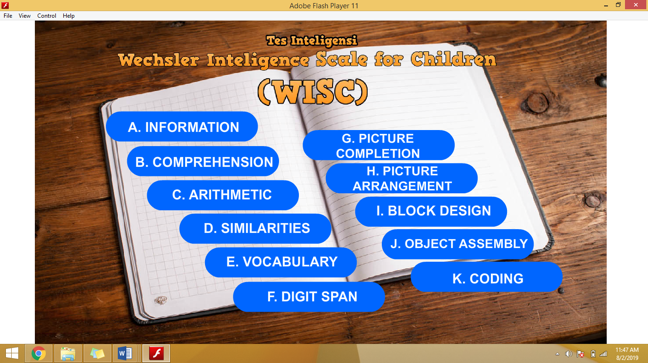 Adobe Flash Player 11
File View Control Help
Tes Inteligensi
Wechsler Inteligence Scale for Children
(WISC)
A. INFORMATION
B. COMPREHENSION
C. ARITHMETIC
D. SIMILARITIES
E. VOCABULARY
F. DIGIT SPAN
G. PICTURE
COMPLETION
H. PICTURE
ARRANGEMENT
I. BLOCK DESIGN
J. OBJECT ASSEMBLY
K. CODING
11:47 AM
8/2/2019